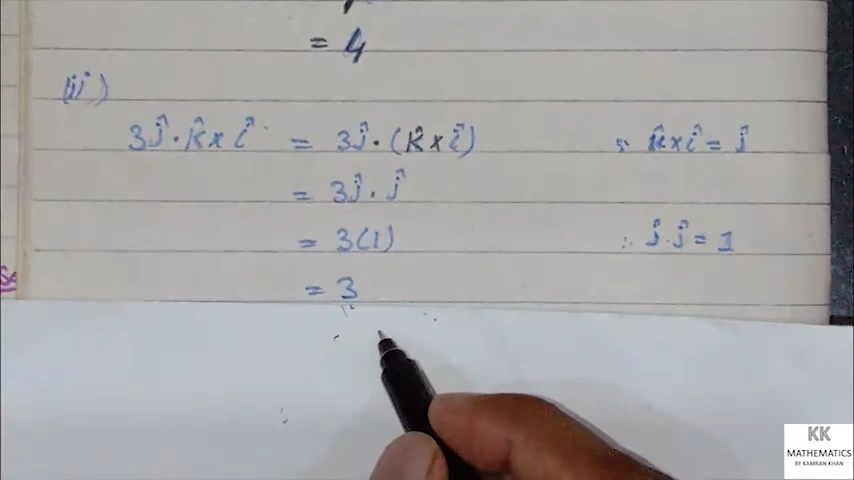 = 4
(ii)
3ĵ·k̂×î = 3ĵ·(k̂×î) ∵ k̂×î = ĵ
= 3ĵ·ĵ
= 3(1) ∴ ĵ·ĵ = 1
= 3
KK
MATHEMATICS
BY KAMRAN KHAN